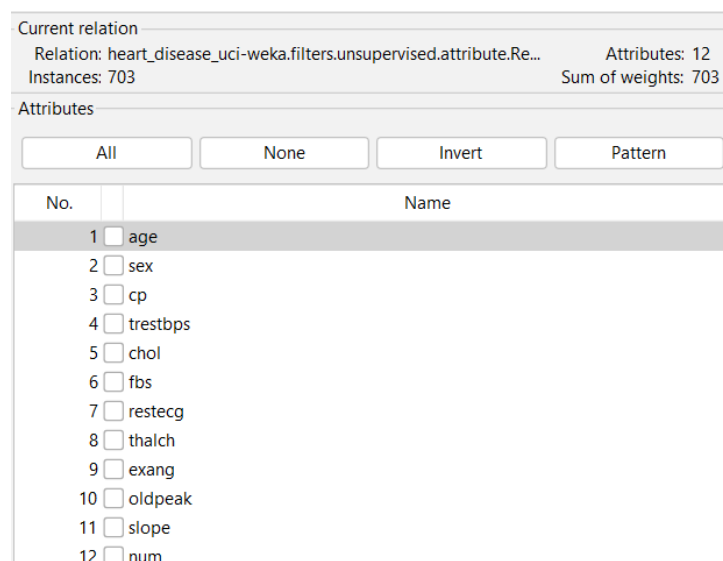 Current relation
Relation: heart_disease_uci-weka.filters.unsupervised.attribute.Re... Attributes: 12
Instances: 703 Sum of weights: 703
Attributes
All None Invert Pattern
No. Name
1 age
2 sex
3 cp
4 trestbps
5 chol
6 fbs
7 restecg
8 thalch
9 exang
10 oldpeak
11 slope
12 num